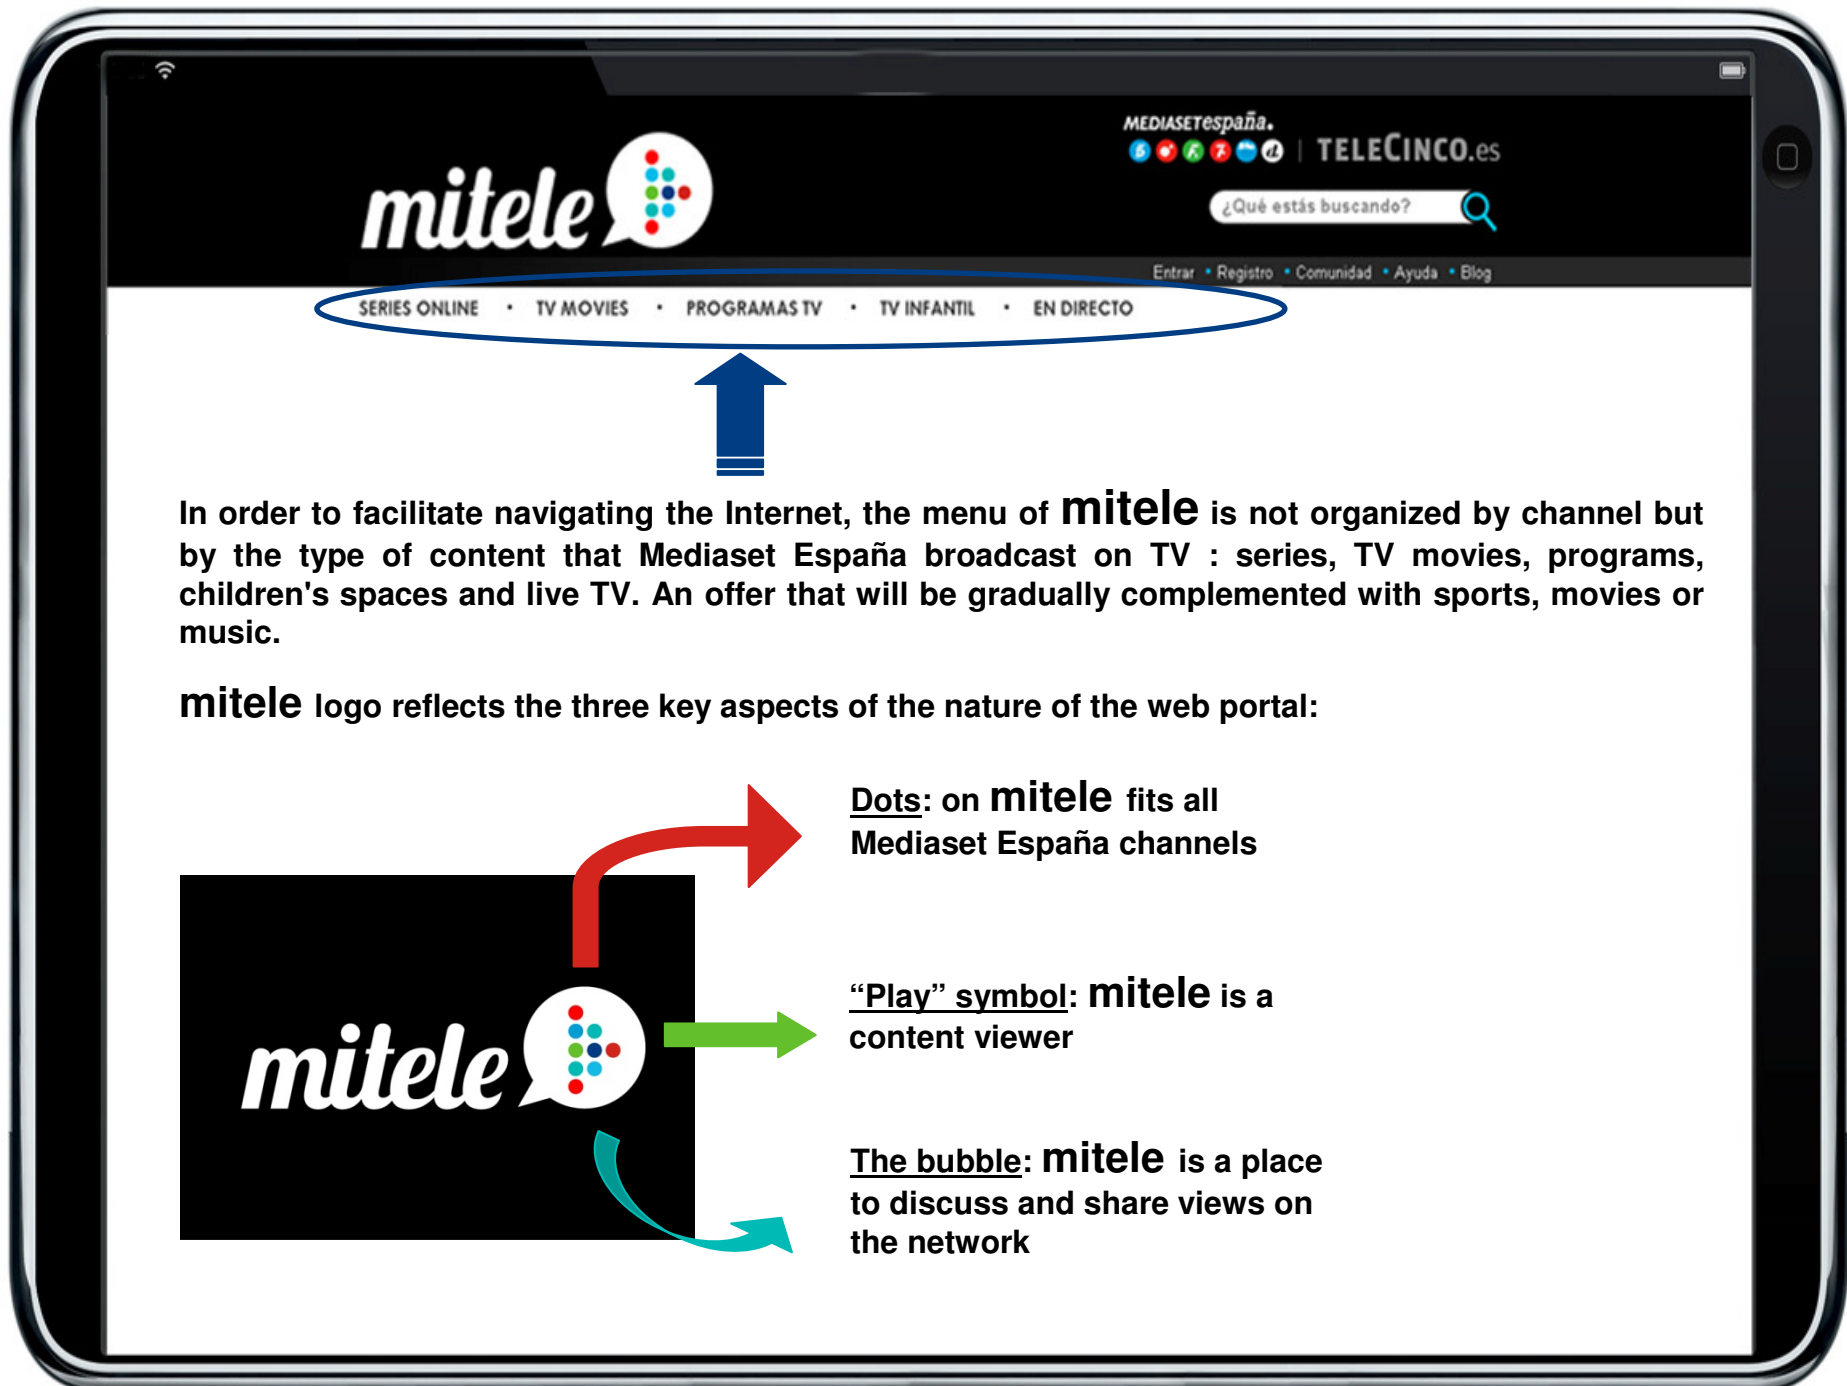 MEDIASETespaña.
TELECINCO.es
mitele
¿Qué estás buscando?
Entrar • Registro • Comunidad • Ayuda • Blog
SERIES ONLINE • TV MOVIES • PROGRAMAS TV • TV INFANTIL • EN DIRECTO
In order to facilitate navigating the Internet, the menu of mitele is not organized by channel but
by the type of content that Mediaset España broadcast on TV : series, TV movies, programs,
children's spaces and live TV. An offer that will be gradually complemented with sports, movies or
music.
mitele logo reflects the three key aspects of the nature of the web portal:
Dots: on mitele fits all
Mediaset España channels
mitele
“Play” symbol: mitele is a
content viewer
The bubble: mitele is a place
to discuss and share views on
the network